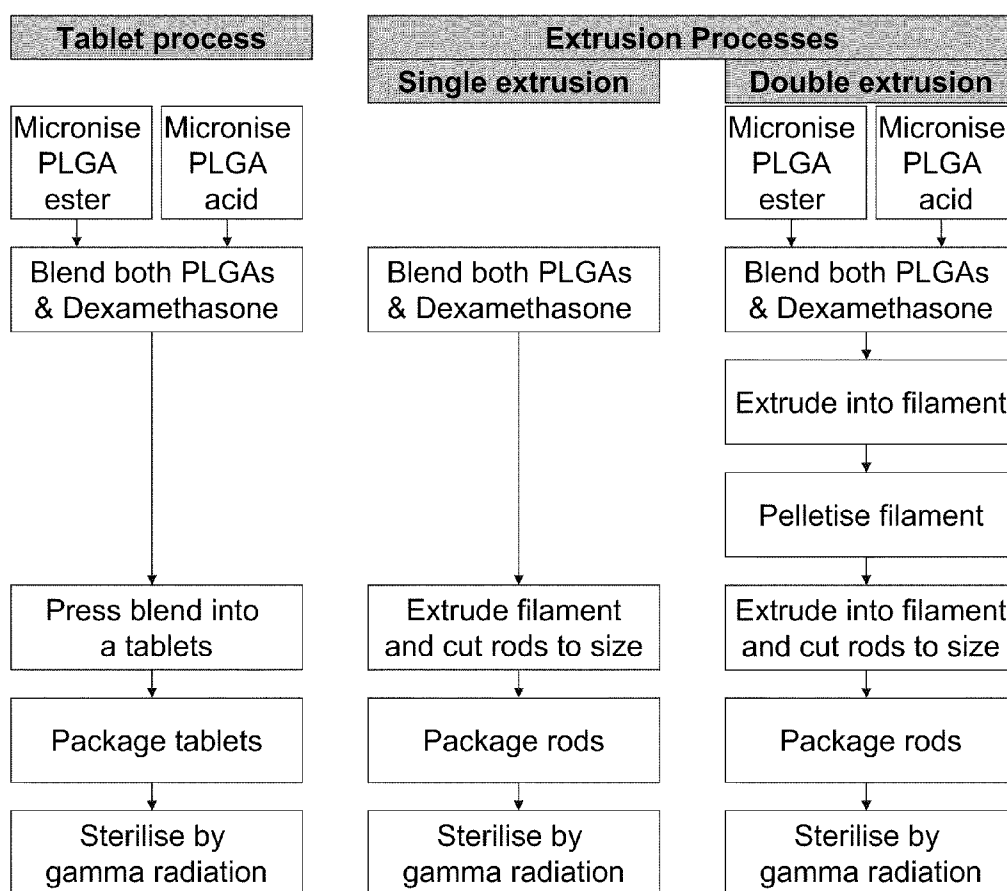 Tablet process
Extrusion Processes
Single extrusion
Double extrusion
Micronise
PLGA
ester
Micronise
PLGA
acid
Micronise
PLGA
ester
Micronise
PLGA
acid
Blend both PLGAs
& Dexamethasone
Blend both PLGAs
& Dexamethasone
Blend both PLGAs
& Dexamethasone
Extrude into filament
Pelletise filament
Press blend into
a tablets
Extrude filament
and cut rods to size
Extrude into filament
and cut rods to size
Package tablets
Package rods
Package rods
Sterilise by
gamma radiation
Sterilise by
gamma radiation
Sterilise by
gamma radiation